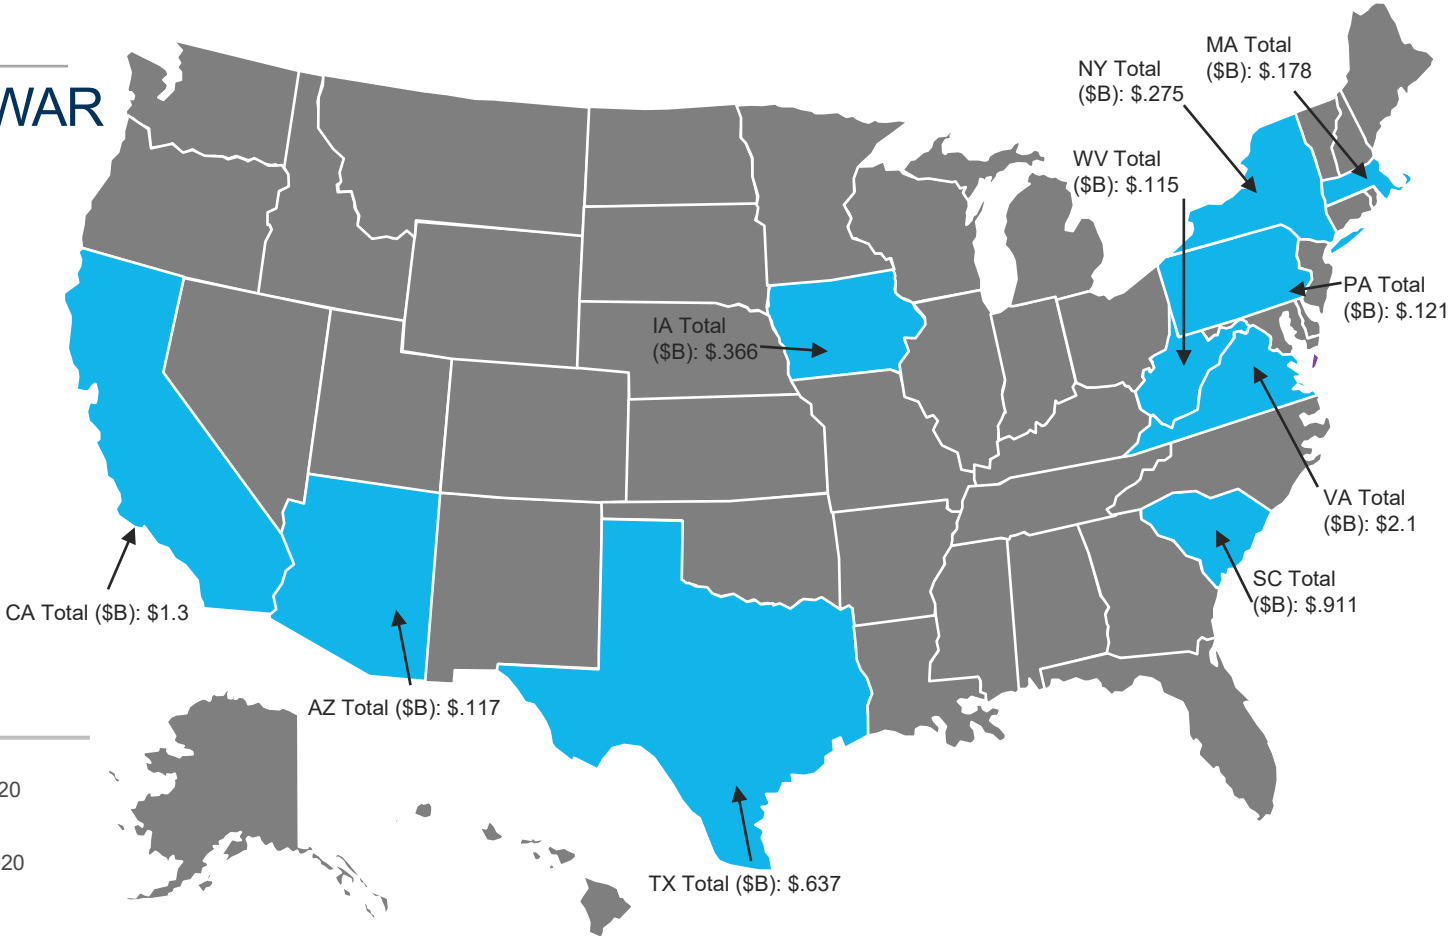 WAR
MA Total
($B): $.178
NY Total
($B): $.275
WV Total
($B): $.115
PA Total
($B): $.121
IA Total
($B): $.366
VA Total
($B): $2.1
SC Total
($B): $.911
CA Total ($B): $1.3
AZ Total ($B): $.117
20
20
TX Total ($B): $.637